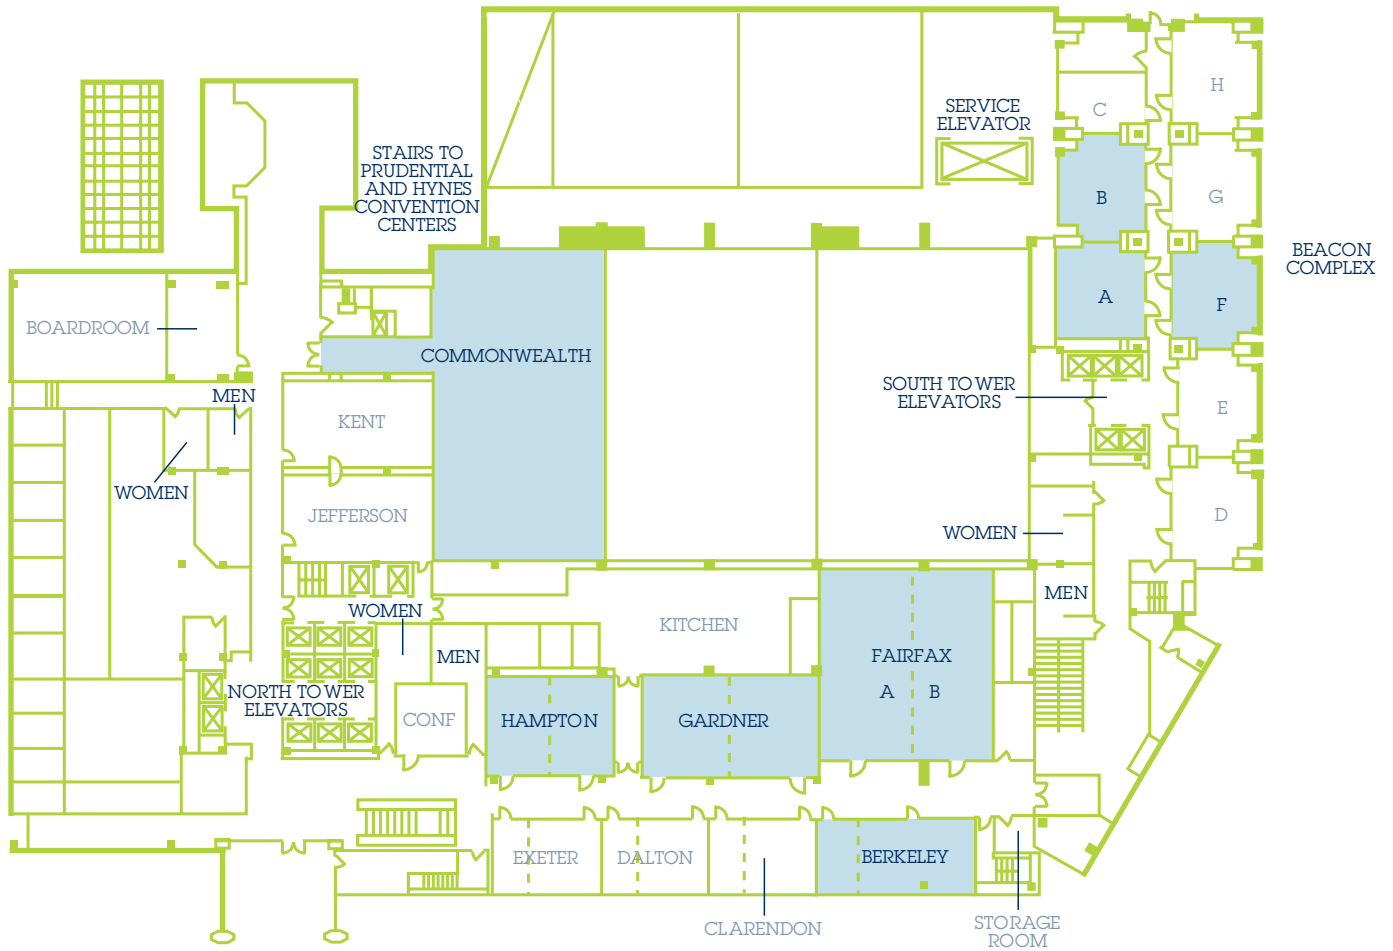 H
SERVICE
ELEVATOR
C
STAIRS TO
PRUDENTIAL
AND HYNES
CONVENTION
CENTERS
B
G
BEACON
COMPLEX
A
F
BOARDROOM
COMMONWEALTH
SOUTH TOWER
ELEVATORS
MEN
E
KENT
WOMEN
JEFFERSON
D
WOMEN
MEN
WOMEN
KITCHEN
MEN
FAIRFAX
A B
NORTH TOWER
ELEVATORS
CONF
HAMPTON
GARDNER
EXETER
DALTON
BERKELEY
CLARENDON
STORAGE
ROOM